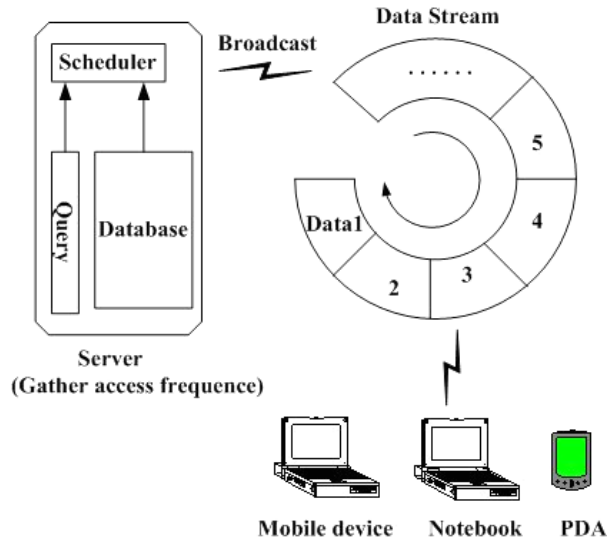 Data Stream
Broadcast
Scheduler
......
5
4
3
2
Data1
Query
Database
Server
(Gather access frequence)
Mobile device
Notebook
PDA